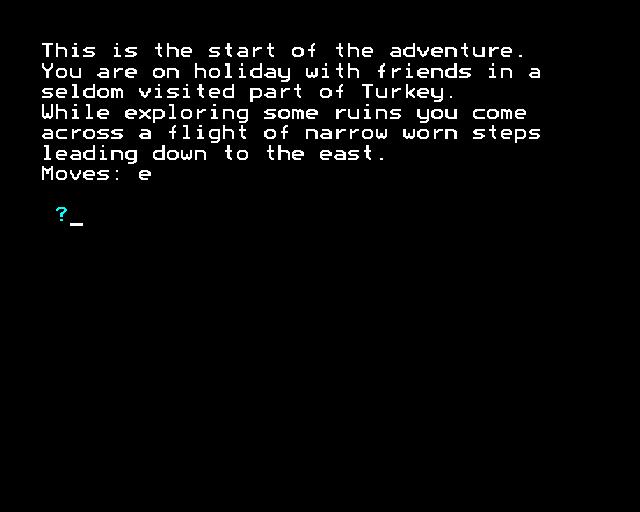 This is the start of the adventure.
You are on holiday with friends in a
seldom visited part of Turkey.
While exploring some ruins you come
across a flight of narrow worn steps
leading down to the east.
Moves: e
?_